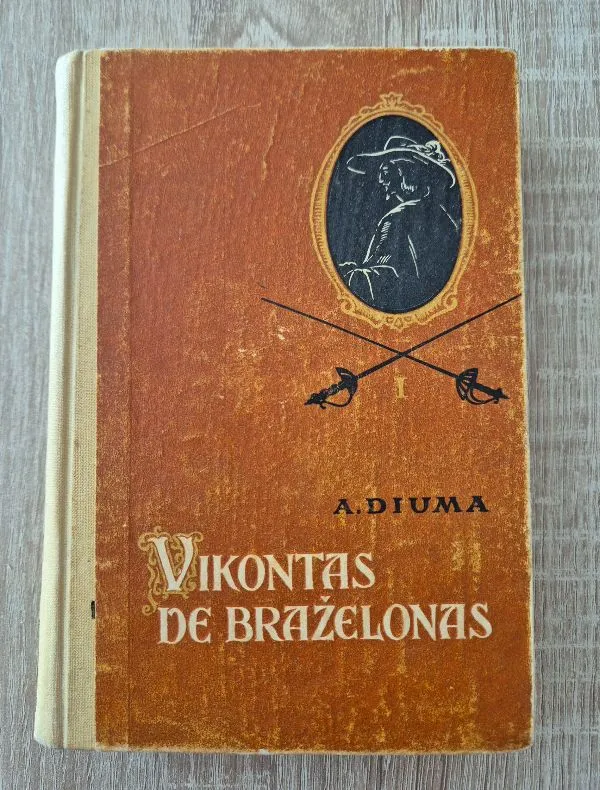 I
A. DIUMA
VIKONTAS
DE BRAŽELONAS